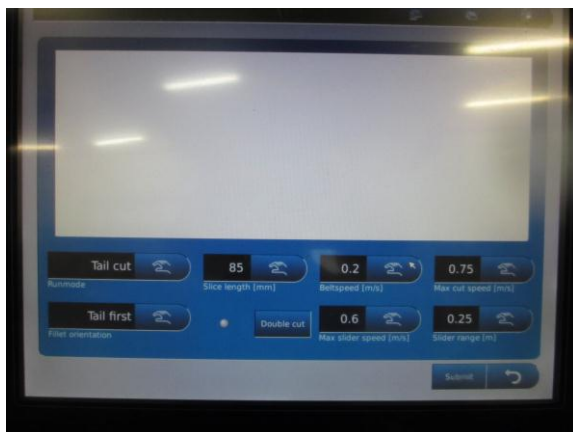 Tail cut
Runmode
85
Slice length [mm]
0.2
Beltspeed [m/s]
0.75
Max cut speed [m/s]
Tail first
Fillet orientation
Double cut
0.6
Max slider speed [m/s]
0.25
Slider range [m]
Submit